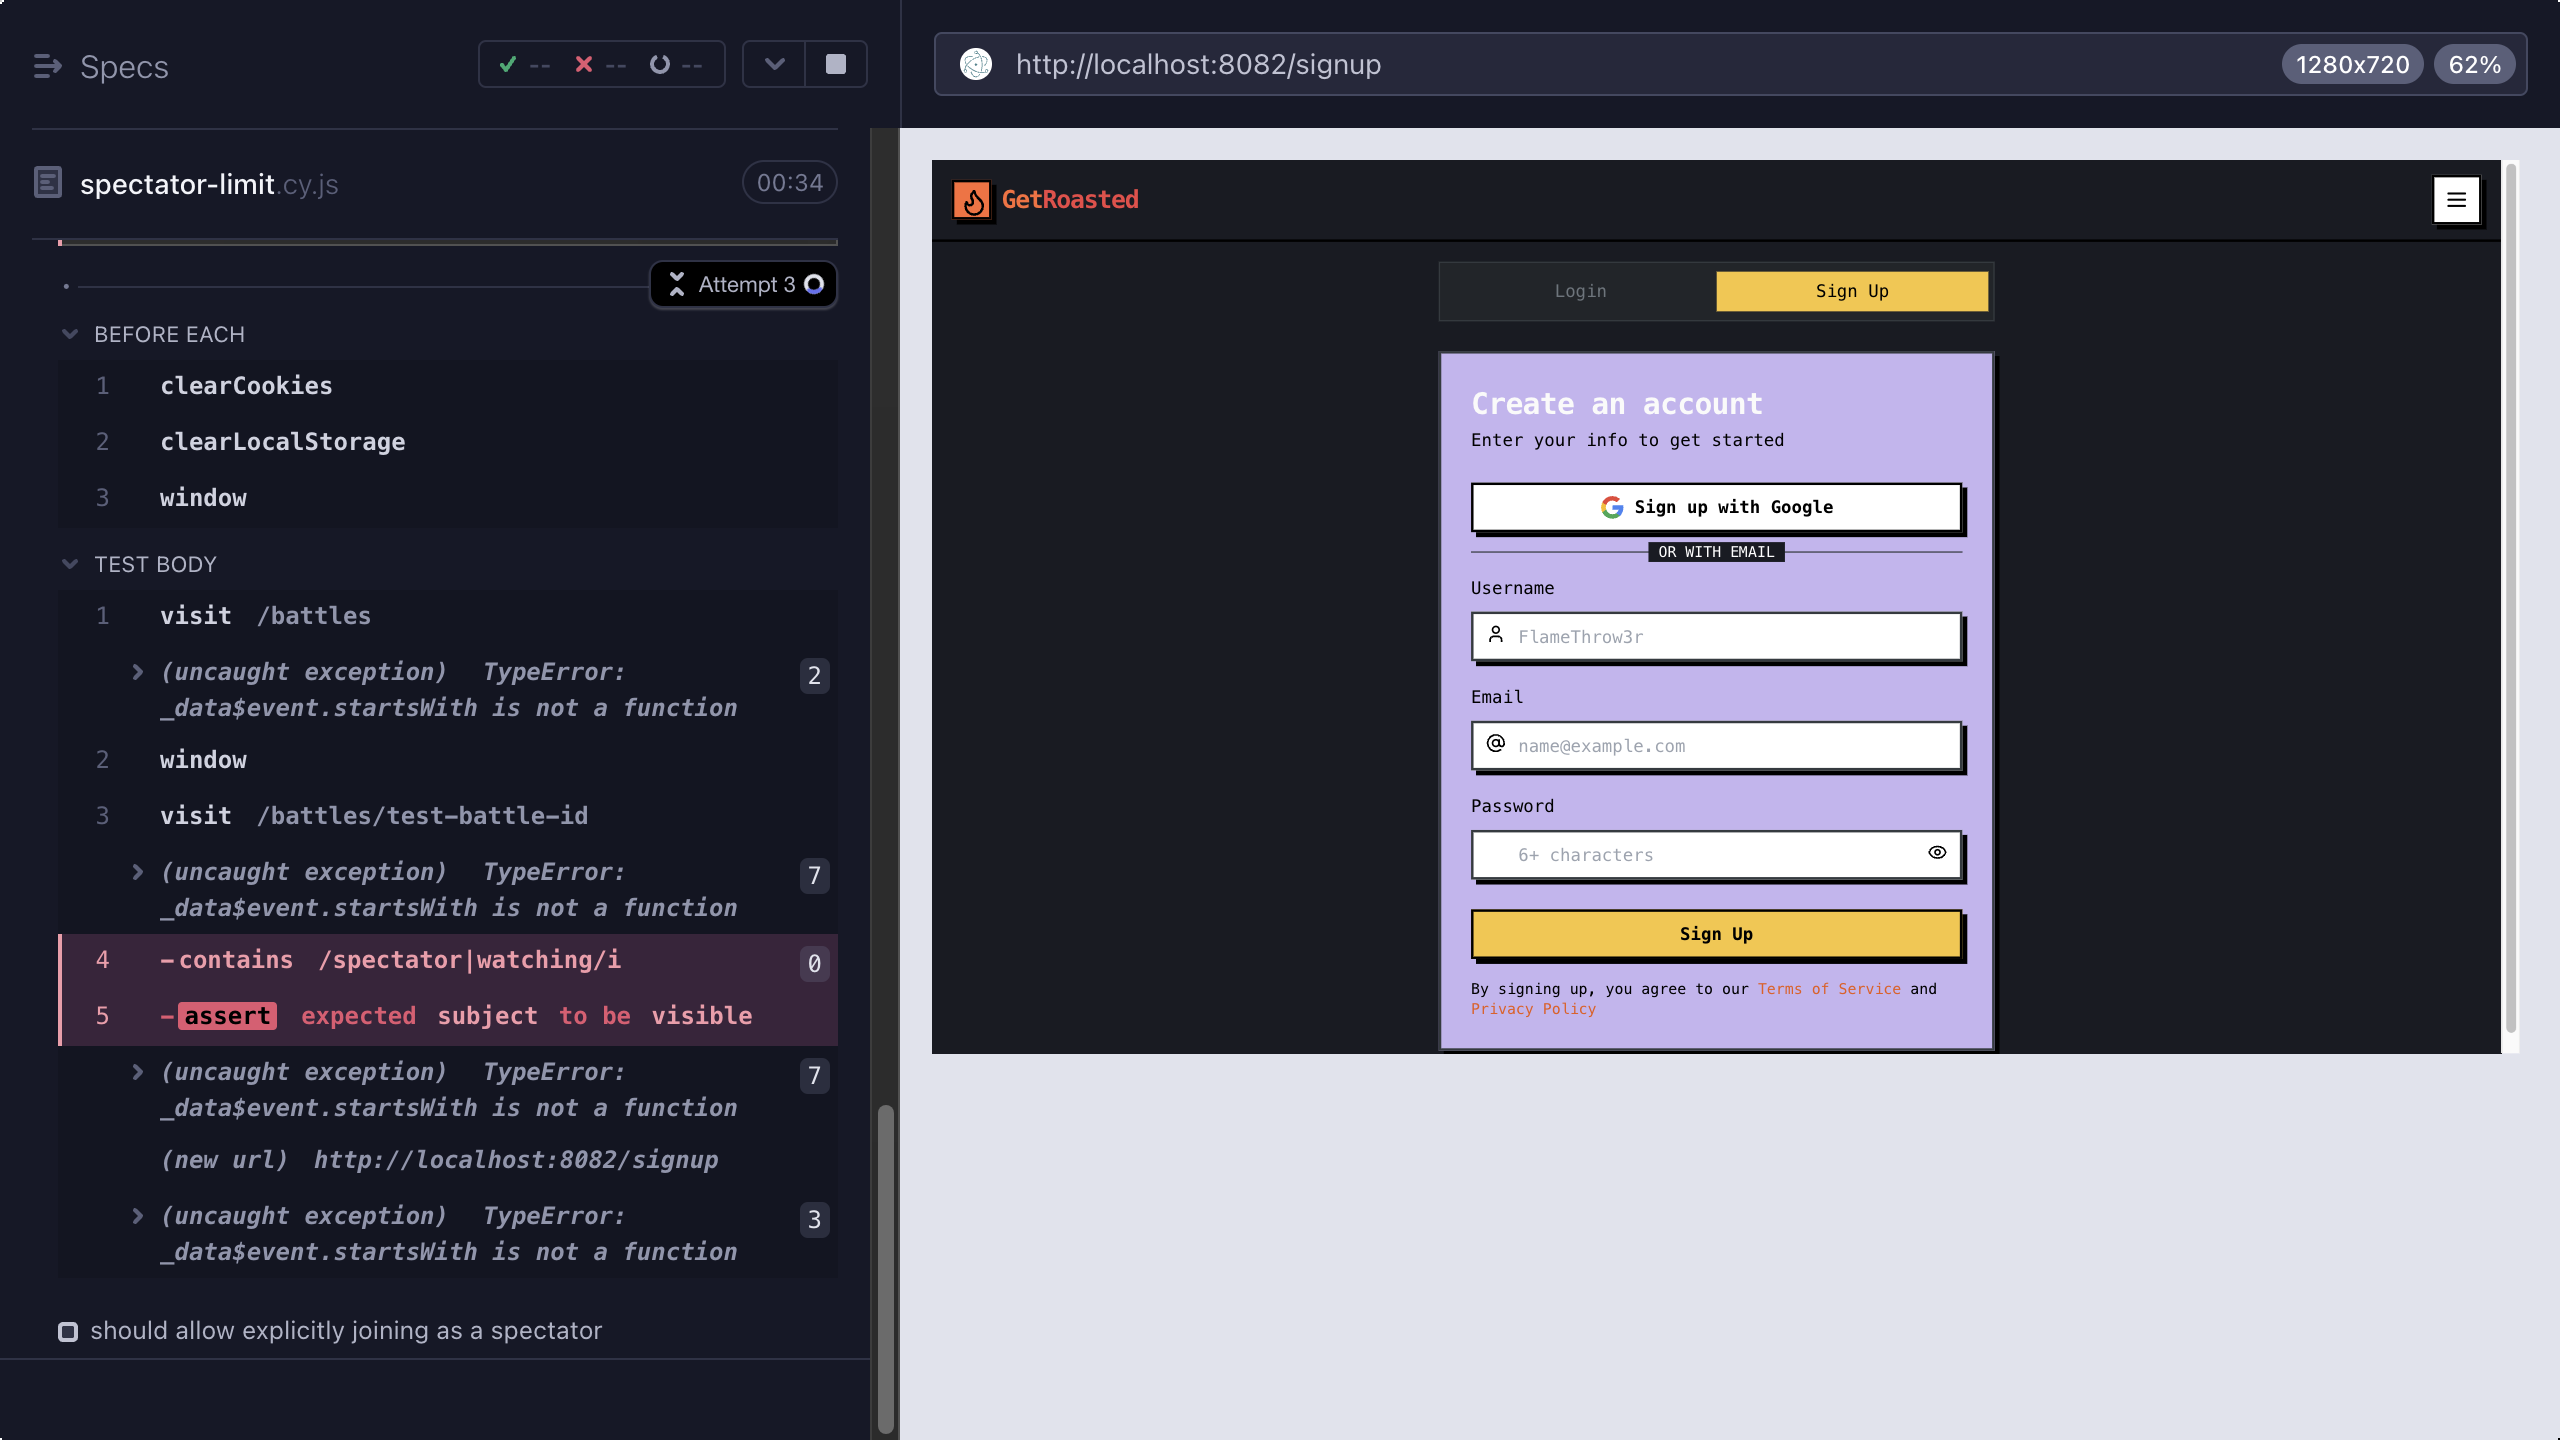 Specs
-- -- --
spectator-limit.cy.js
00:34
Attempt 3
BEFORE EACH
1 clearCookies
2 clearLocalStorage
3 window
TEST BODY
1 visit /battles
(uncaught exception) TypeError: 2
_data$event.startsWith is not a function
2 window
3 visit /battles/test-battle-id
(uncaught exception) TypeError: 7
_data$event.startsWith is not a function
4 -contains /spectator|watching/i 0
5 -assert expected subject to be visible
(uncaught exception) TypeError: 7
_data$event.startsWith is not a function
(new url) http://localhost:8082/signup
(uncaught exception) TypeError: 3
_data$event.startsWith is not a function
should allow explicitly joining as a spectator
http://localhost:8082/signup
1280x720 62%
GetRoasted
Login Sign Up
Create an account
Enter your info to get started
Sign up with Google
OR WITH EMAIL
Username
FlameThrow3r
Email
name@example.com
Password
6+ characters
Sign Up
By signing up, you agree to our Terms of Service and
Privacy Policy